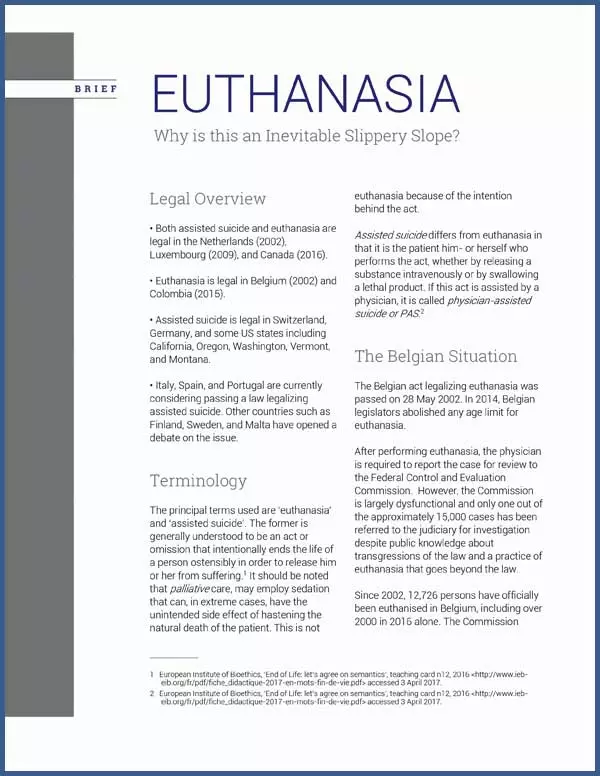 BRIEF
EUTHANASIA
Why is this an Inevitable Slippery Slope?
Legal Overview
• Both assisted suicide and euthanasia are
legal in the Netherlands (2002),
Luxembourg (2009), and Canada (2016).
• Euthanasia is legal in Belgium (2002) and
Colombia (2015).
• Assisted suicide is legal in Switzerland,
Germany, and some US states including
California, Oregon, Washington, Vermont,
and Montana.
• Italy, Spain, and Portugal are currently
considering passing a law legalizing
assisted suicide. Other countries such as
Finland, Sweden, and Malta have opened a
debate on the issue.
Terminology
The principal terms used are ‘euthanasia’
and ‘assisted suicide’. The former is
generally understood to be an act or
omission that intentionally ends the life of
a person ostensibly in order to release him
or her from suffering.1 It should be noted
that palliative care, may employ sedation
that can, in extreme cases, have the
unintended side effect of hastening the
natural death of the patient. This is not
euthanasia because of the intention
behind the act.
Assisted suicide differs from euthanasia in
that it is the patient him- or herself who
performs the act, whether by releasing a
substance intravenously or by swallowing
a lethal product. If this act is assisted by a
physician, it is called physician-assisted
suicide or PAS.2
The Belgian Situation
The Belgian act legalizing euthanasia was
passed on 28 May 2002. In 2014, Belgian
legislators abolished any age limit for
euthanasia.
After performing euthanasia, the physician
is required to report the case for review to
the Federal Control and Evaluation
Commission. However, the Commission
is largely dysfunctional and only one out of
the approximately 15,000 cases has been
referred to the judiciary for investigation
despite public knowledge about
transgressions of the law and a practice of
euthanasia that goes beyond the law.
Since 2002, 12,726 persons have officially
been euthanised in Belgium, including over
2000 in 2015 alone. The Commission
1 European Institute of Bioethics, ‘End of Life: let’s agree on semantics’, teaching card n12, 2016 <http://www.ieb-
eib.org/fr/pdf/fiche_didactique-2017-en-mots-fin-de-vie.pdf> accessed 3 April 2017.
2 European Institute of Bioethics, ‘End of Life: let’s agree on semantics’, teaching card n12, 2016 <http://www.ieb-
eib.org/fr/pdf/fiche_didactique-2017-en-mots-fin-de-vie.pdf> accessed 3 April 2017.